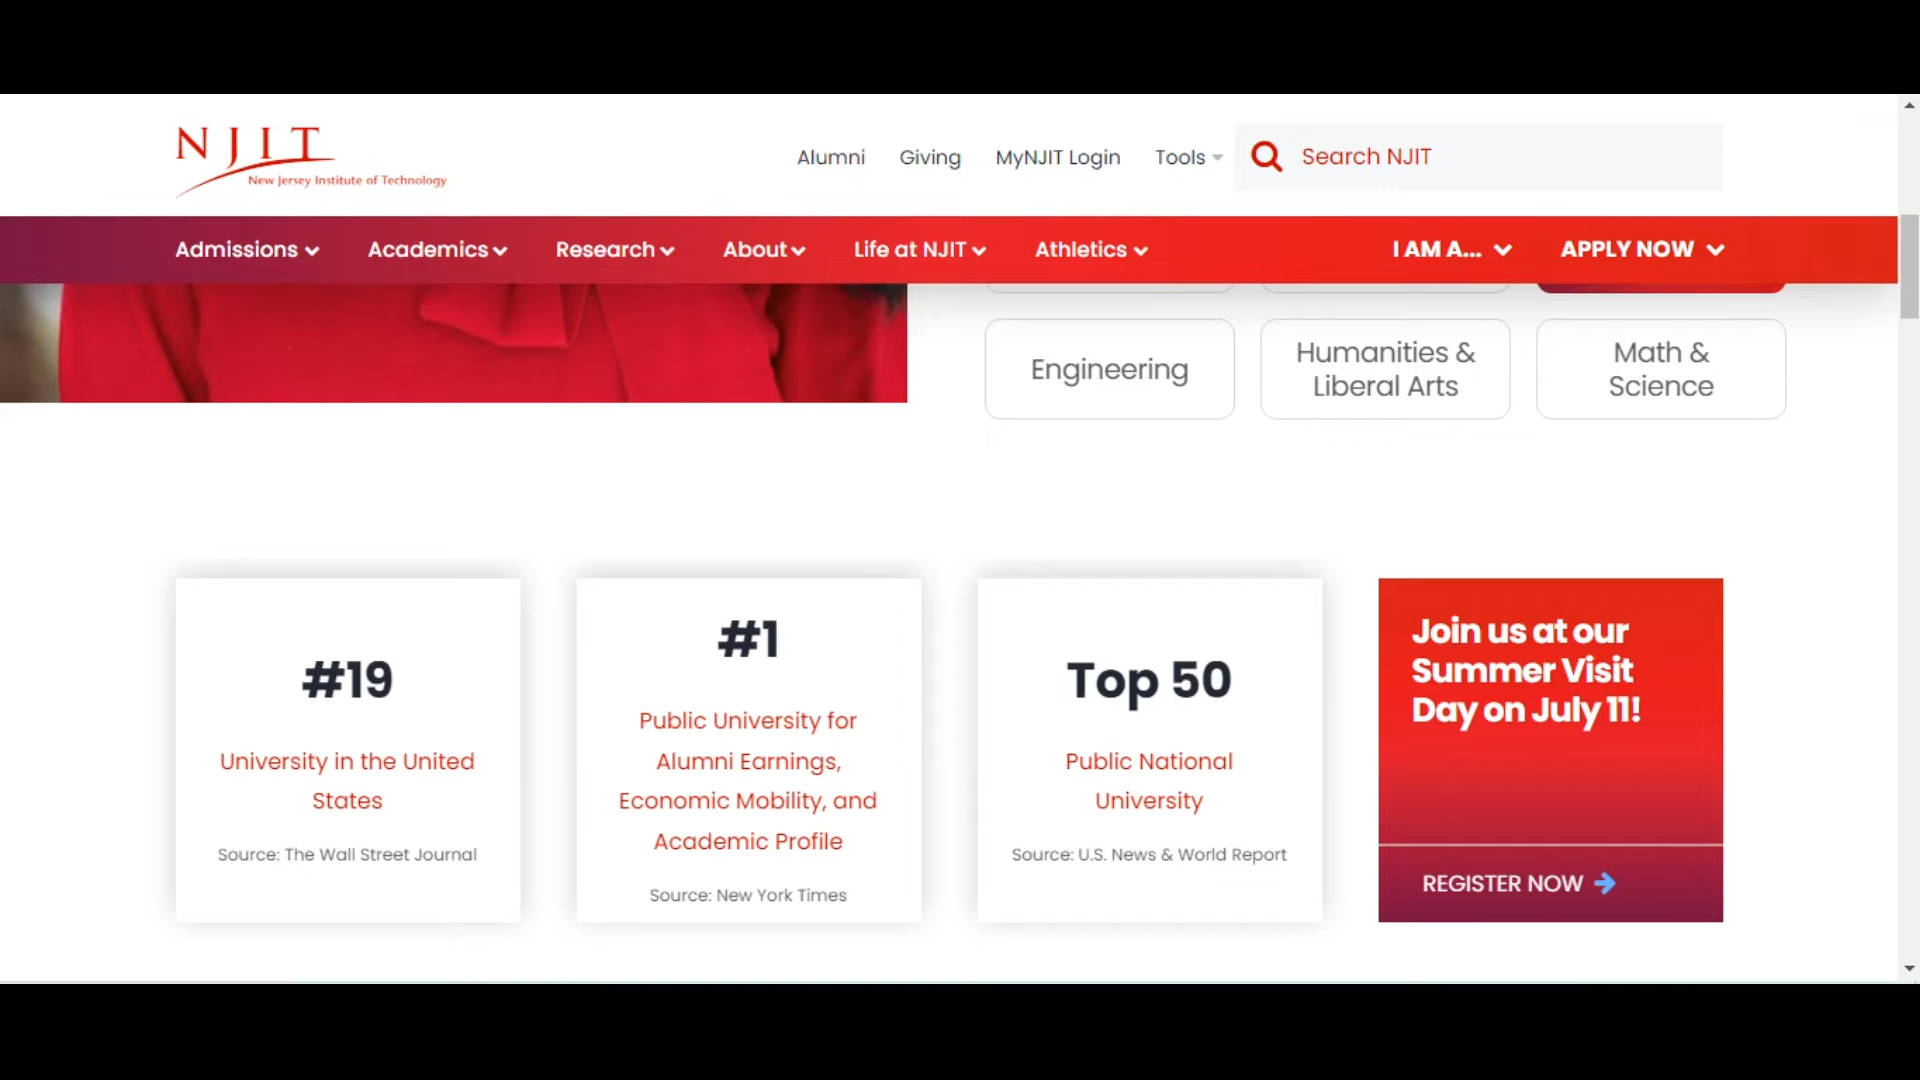 NJIT
New Jersey Institute of Technology
Alumni
Giving
MyNJIT Login
Tools
Search NJIT
Admissions
Academics
Research
About
Life at NJIT
Athletics
I AM A...
APPLY NOW
Engineering
Humanities &
Liberal Arts
Math &
Science
#19
University in the United
States
Source: The Wall Street Journal
#1
Public University for
Alumni Earnings,
Economic Mobility, and
Academic Profile
Source: New York Times
Top 50
Public National
University
Source: U.S. News & World Report
Join us at our
Summer Visit
Day on July 11!
REGISTER NOW